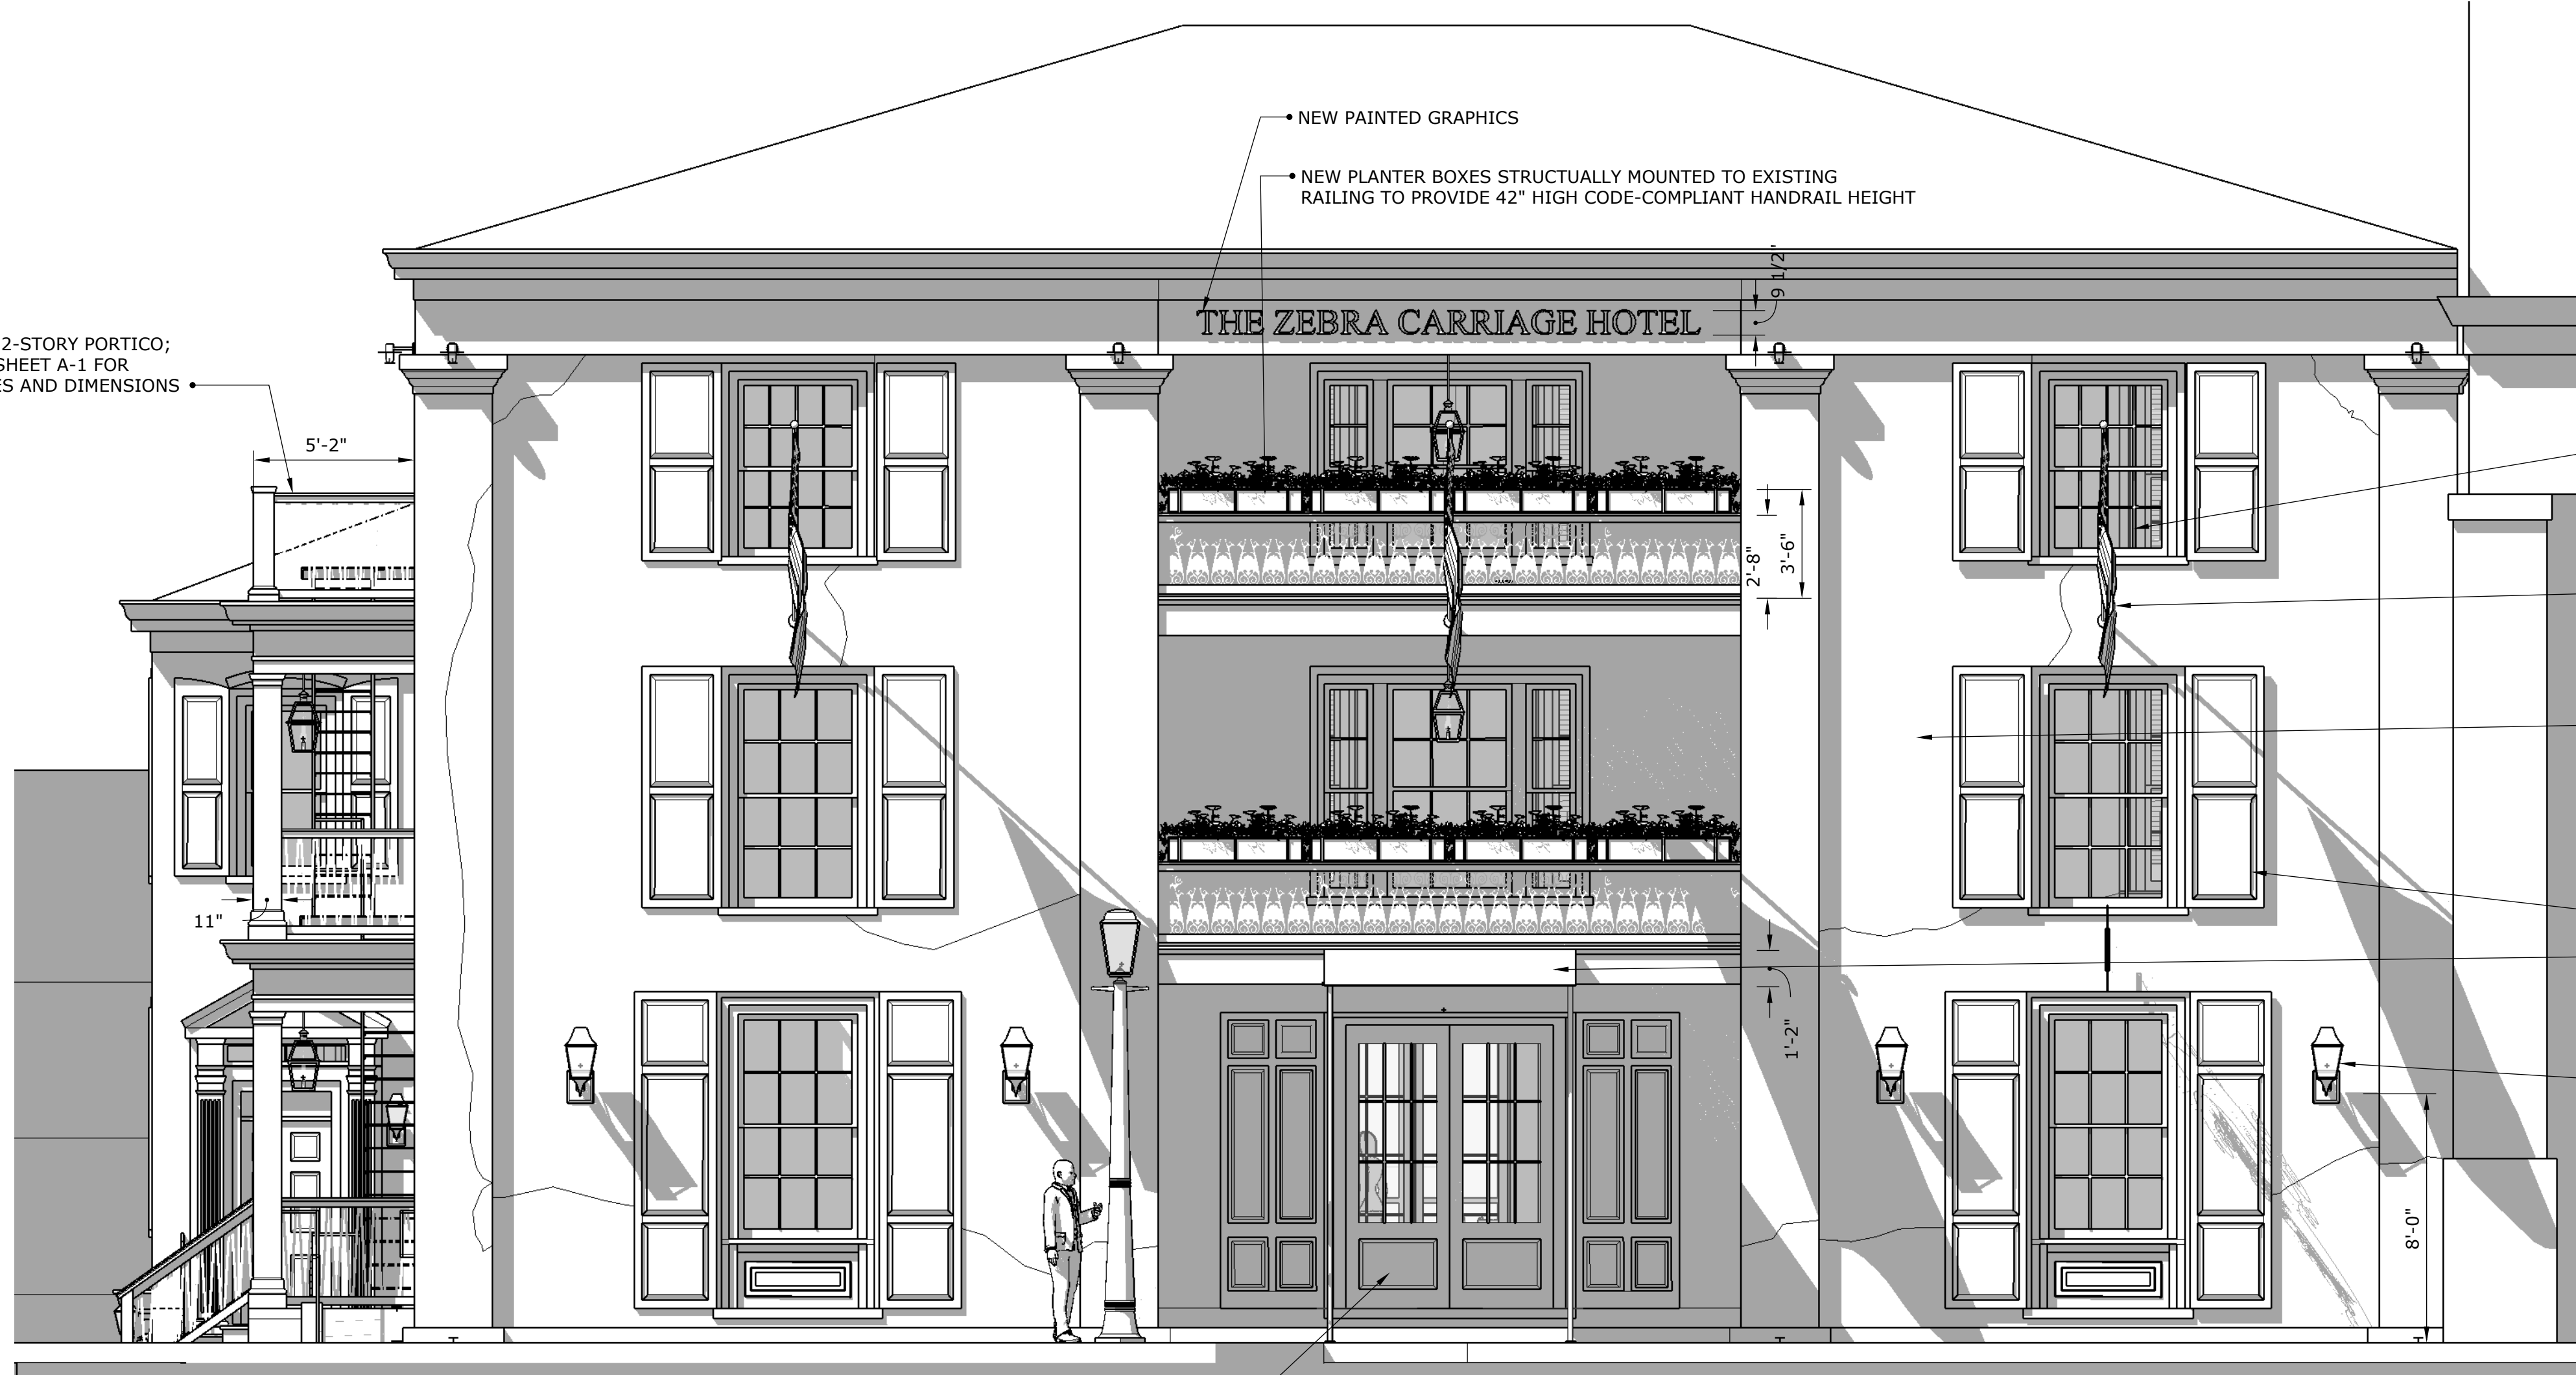 NEW PAINTED GRAPHICS
NEW PLANTER BOXES STRUCTUALLY MOUNTED TO EXISTING
RAILING TO PROVIDE 42" HIGH CODE-COMPLIANT HANDRAIL HEIGHT
9 1/2"
THE ZEBRA CARRIAGE HOTEL
2-STORY PORTICO;
SHEET A-1 FOR
ES AND DIMENSIONS
5'-2"
2'-8"
3'-6"
11"
1'-2"
8'-0"